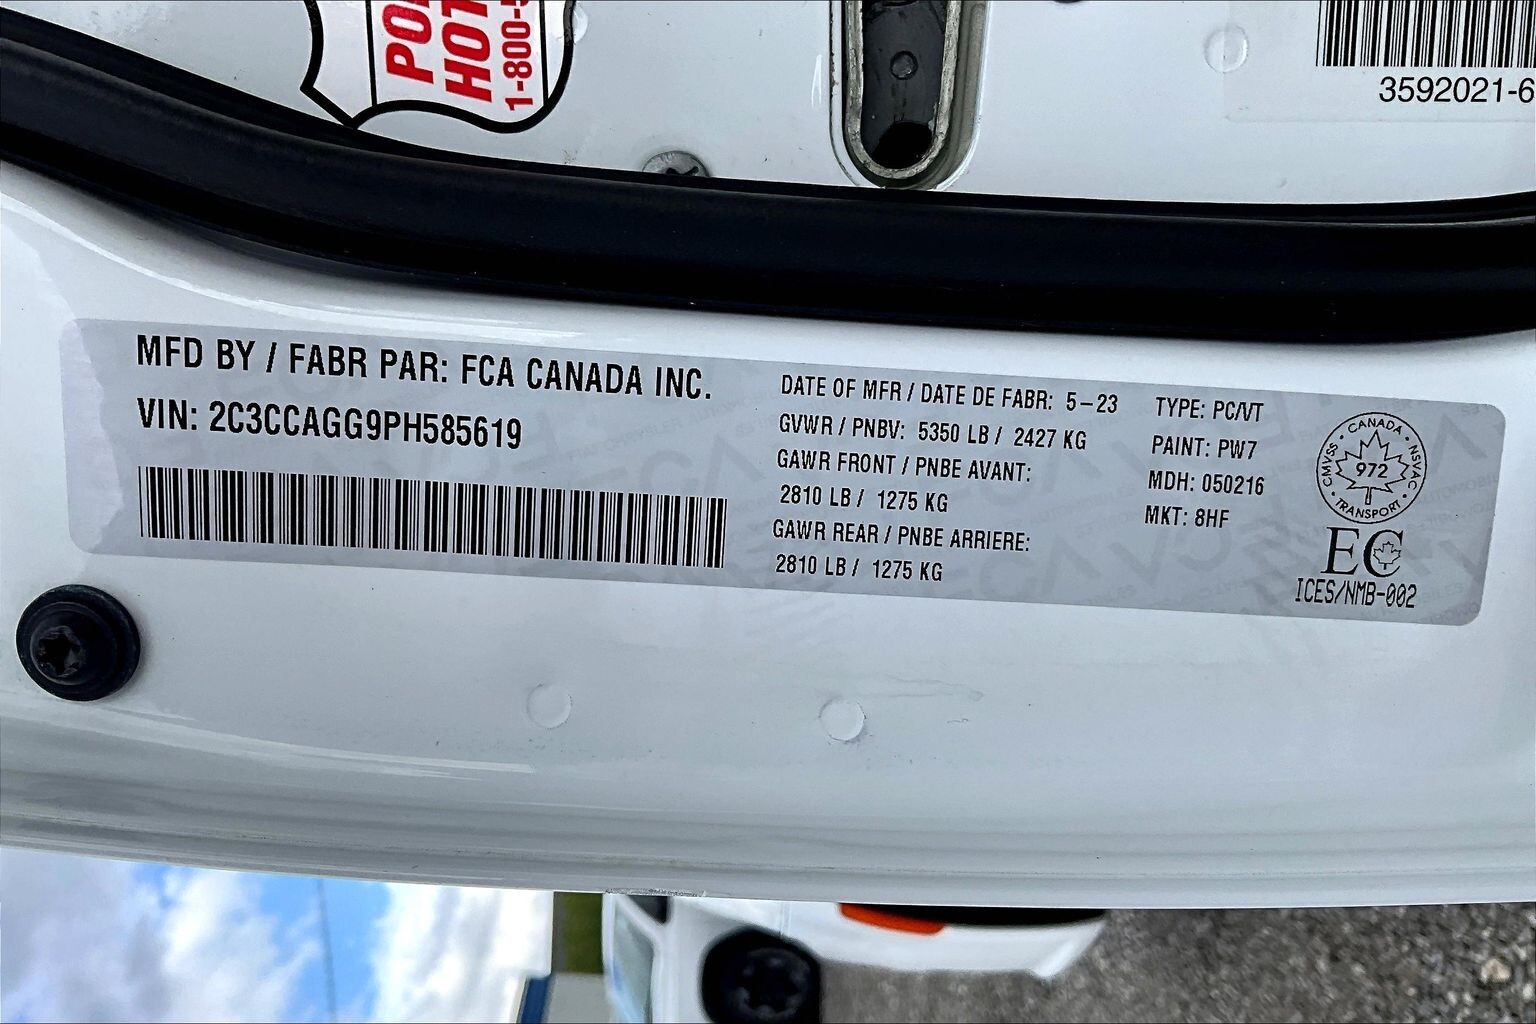 1-800-
3592021-6
MFD BY / FABR PAR: FCA CANADA INC.
VIN: 2C3CCAGG9PH585619
DATE OF MFR / DATE DE FABR: 5-23
GVWR / PNBV: 5350 LB / 2427 KG
GAWR FRONT / PNBE AVANT:
2810 LB / 1275 KG
GAWR REAR / PNBE ARRIERE:
2810 LB / 1275 KG
TYPE: PC/VT
PAINT: PW7
MDH: 050216
MKT: 8HF
CANADA
CMVSS
NSVAC
972
TRANSPORT
EC
ICES/NMB-002